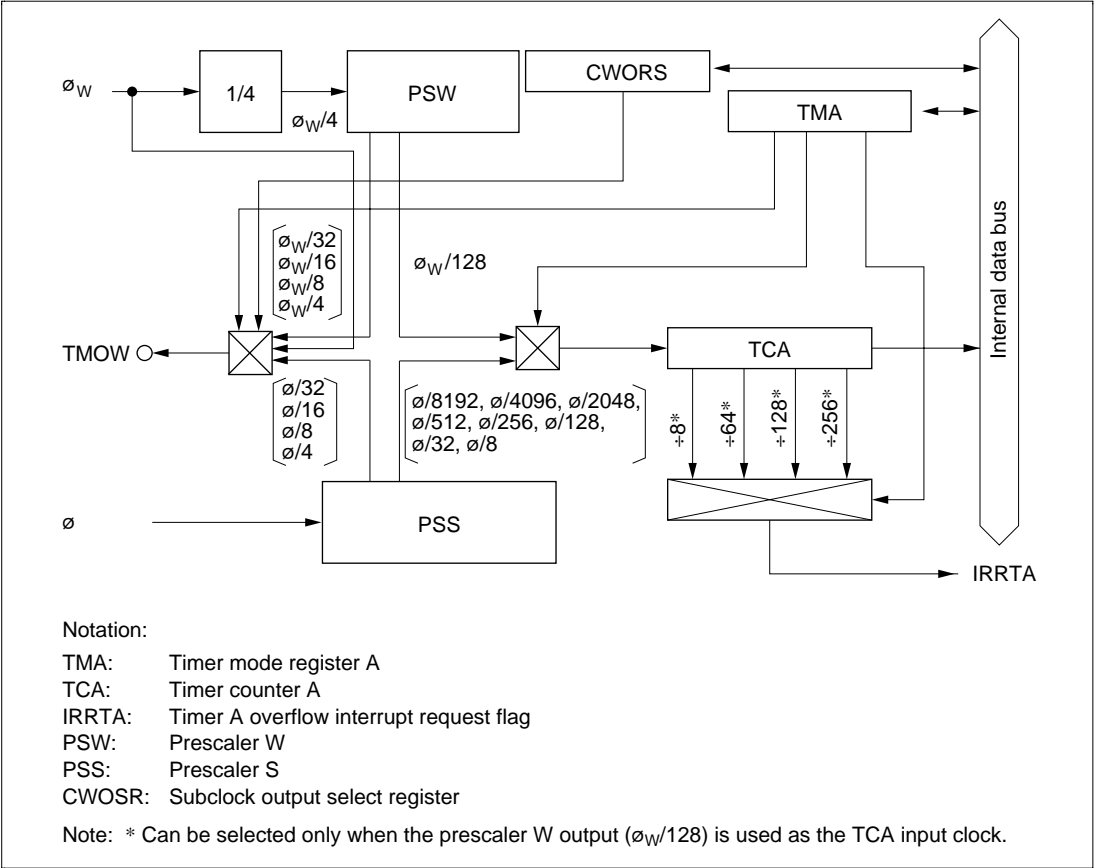 øW
1/4
øW/4
PSW
CWORS
TMA
Internal data bus
øW/32
øW/16
øW/8
øW/4
øW/128
TMOW
TCA
ø/32
ø/16
ø/8
ø/4
ø/8192, ø/4096, ø/2048,
ø/512, ø/256, ø/128,
ø/32, ø/8
÷8*
÷64*
÷128*
÷256*
ø
PSS
IRRTA
Notation:
TMA: Timer mode register A
TCA: Timer counter A
IRRTA: Timer A overflow interrupt request flag
PSW: Prescaler W
PSS: Prescaler S
CWOSR: Subclock output select register
Note: * Can be selected only when the prescaler W output (øW/128) is used as the TCA input clock.